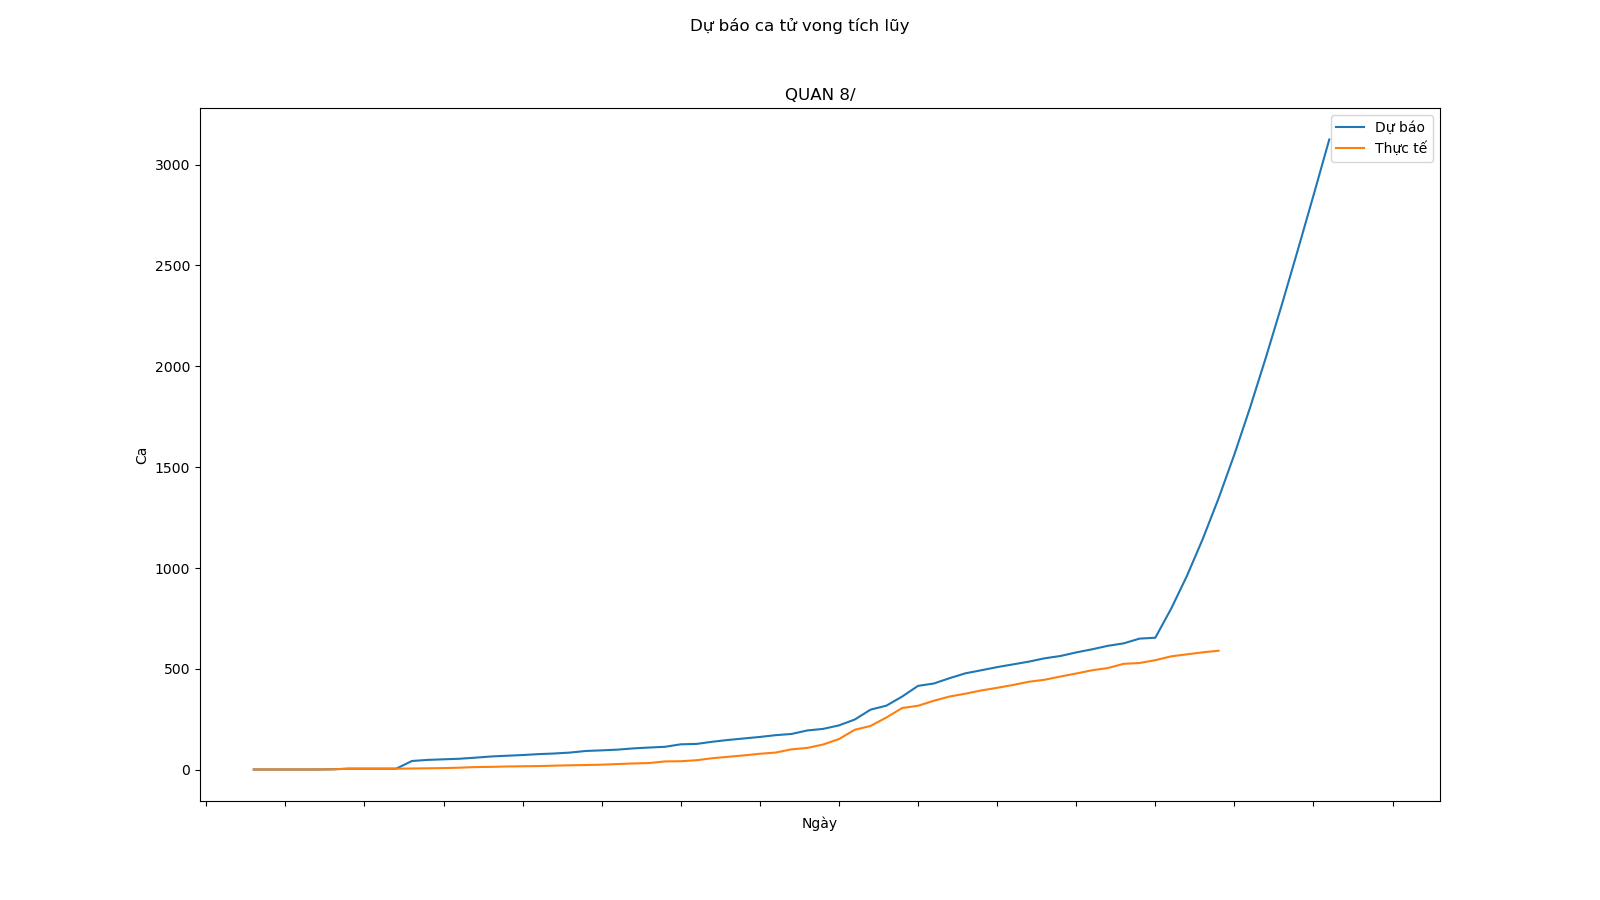 Dự báo ca tử vong tích lũy
QUAN 8/
Dự báo
Thực tế
3000
2500
2000
1500
1000
500
0
Ca
Ngày